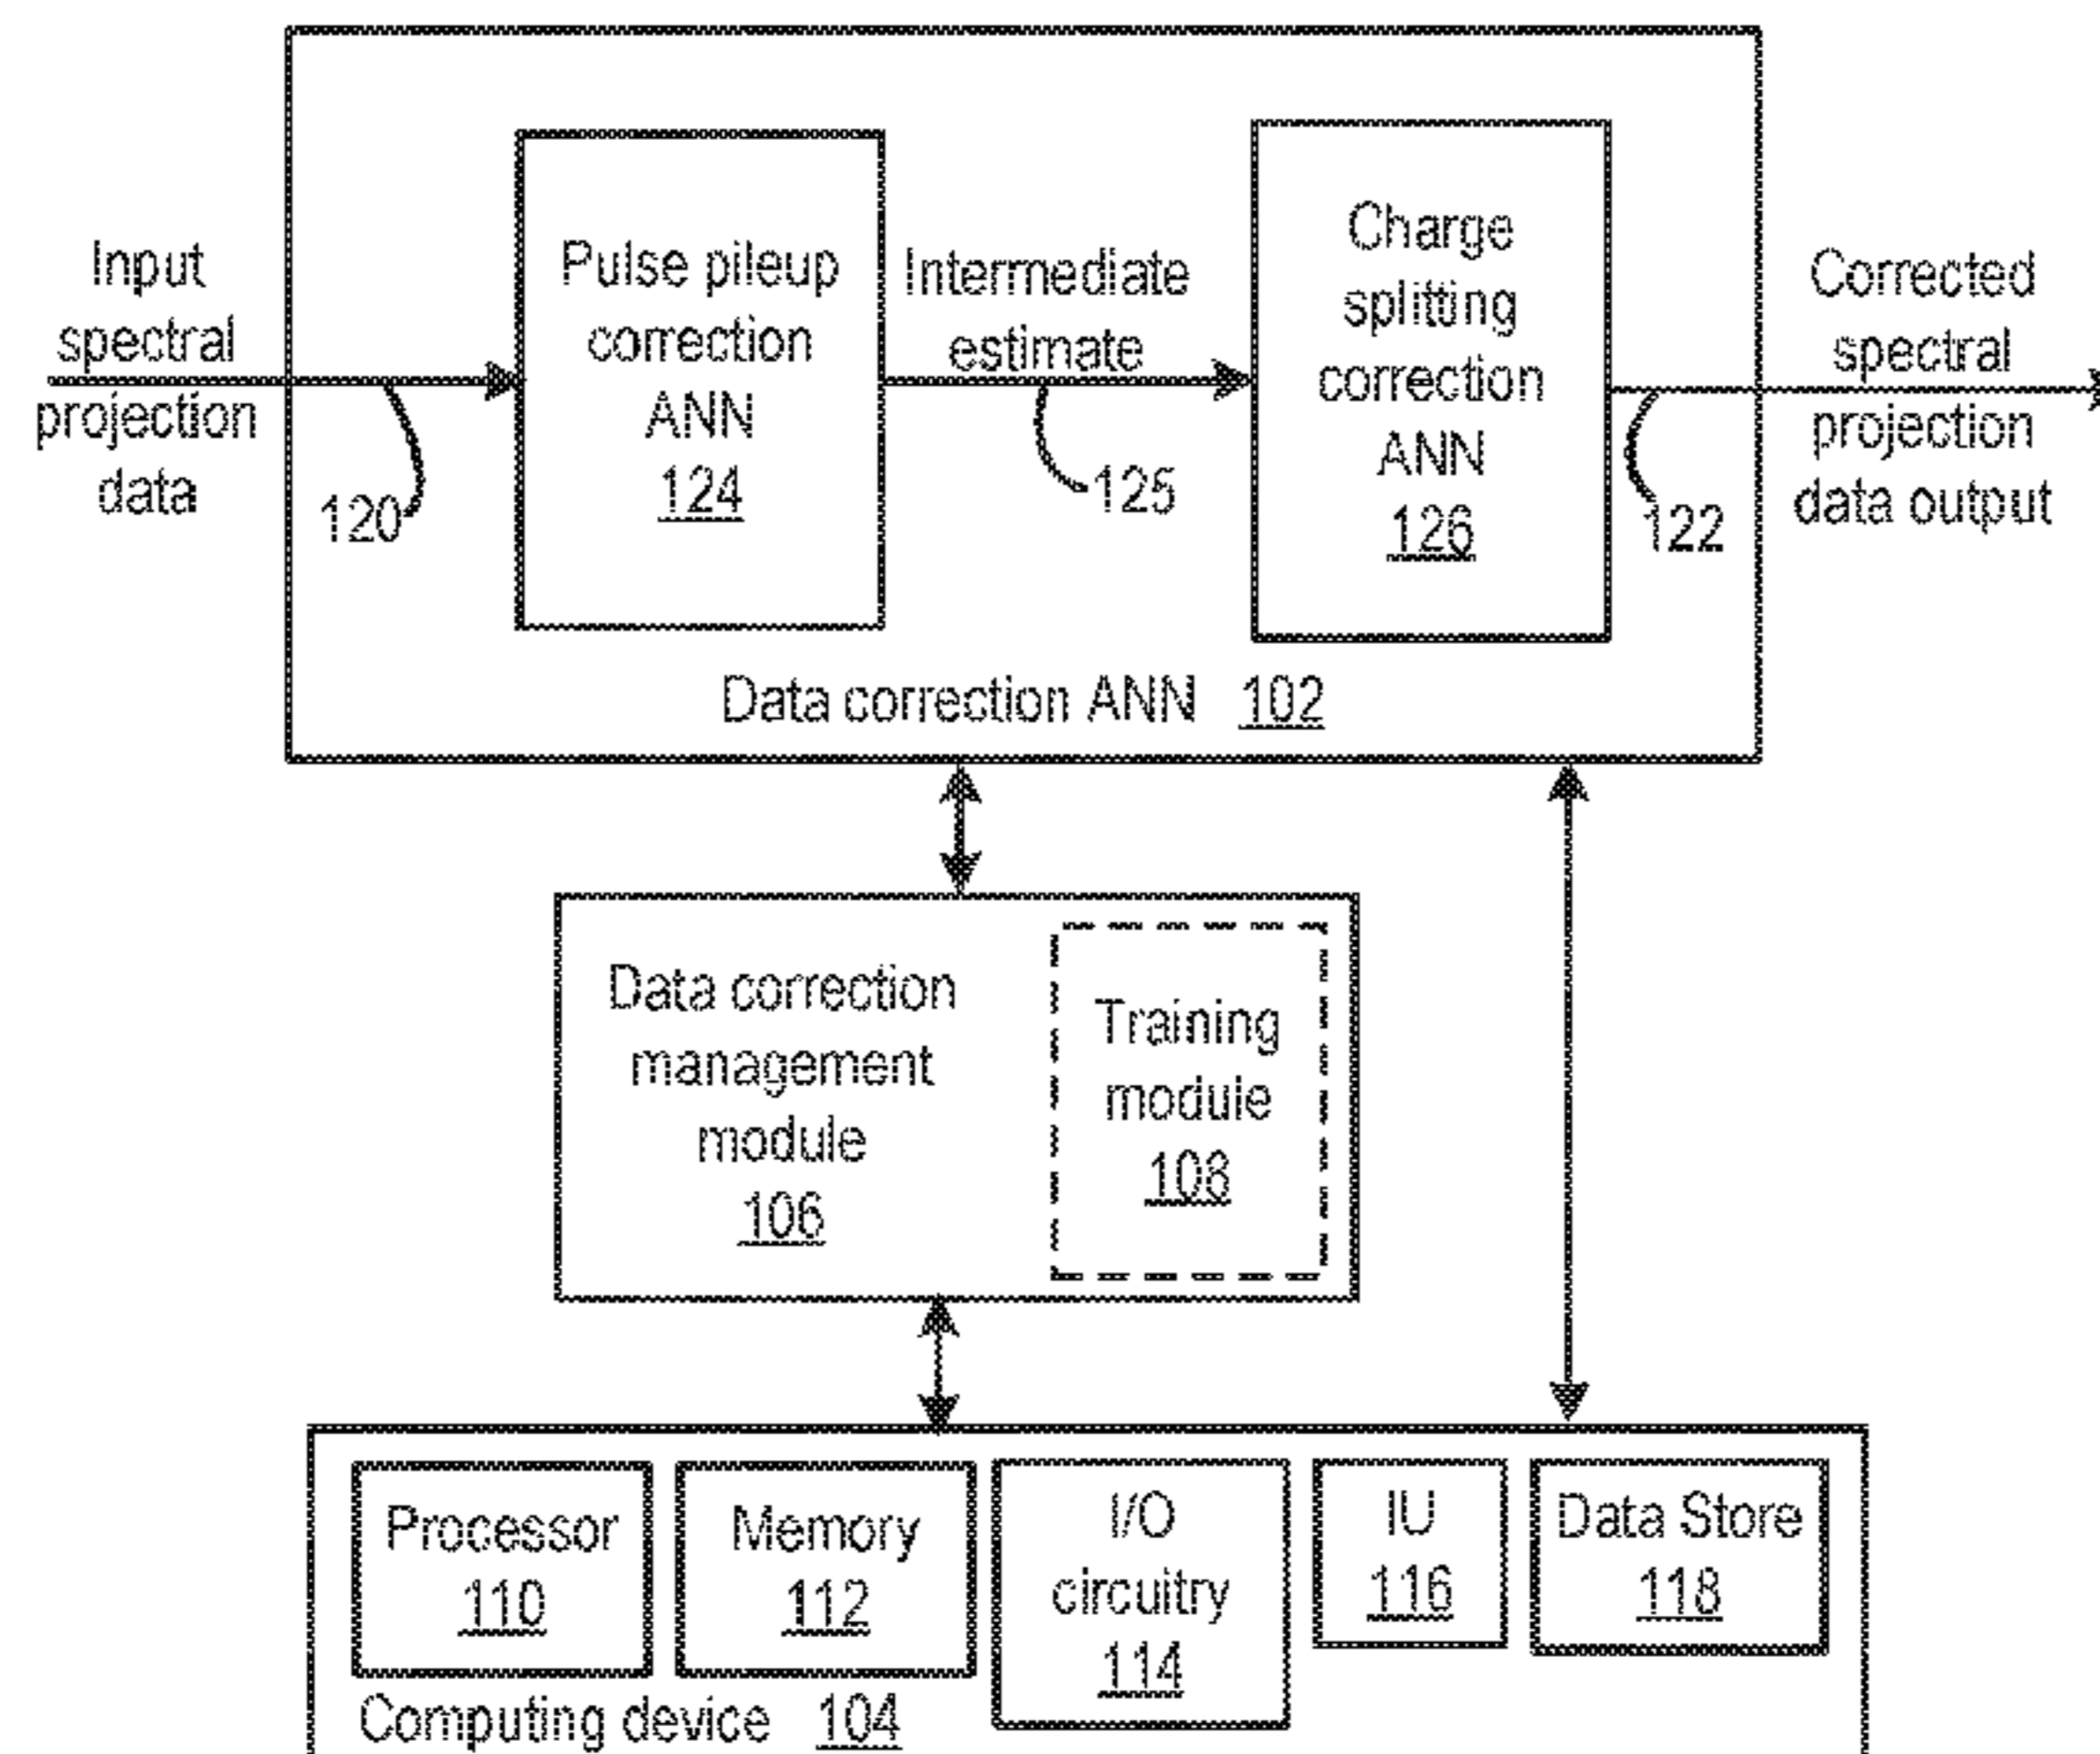 Input
spectral
projection
data
120
Pulse pileup
correction
ANN
124
Intermediate
estimate
125
Charge
splitting
correction
ANN
126
122
Corrected
spectral
projection
data output
Data correction ANN 102
Data correction
management
module
106
Training
module
108
Processor
110
Memory
112
I/O
circuitry
114
IU
116
Data Store
118
Computing device 104